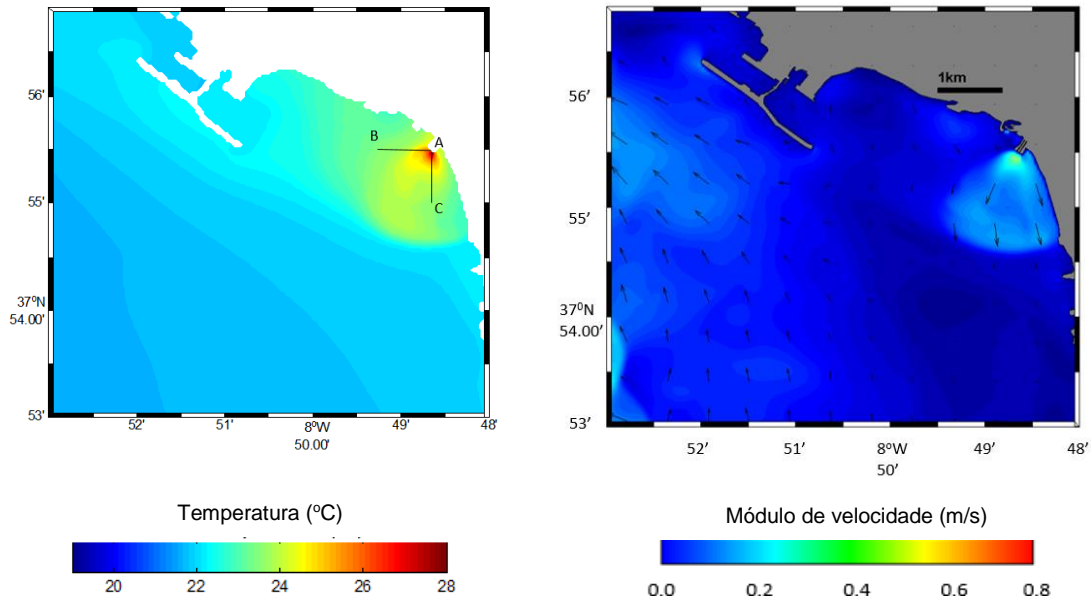 56'
55'
37ºN
54.00'
53'
52'
51'
8ºW
50.00'
49'
48'
A
B
C
Temperatura (ºC)
20
22
24
26
28
56'
55'
37⁰N
54.00'
53'
52'
51'
8ºW
50'
49'
48'
1km
Módulo de velocidade (m/s)
0.0
0.2
0.4
0.6
0.8